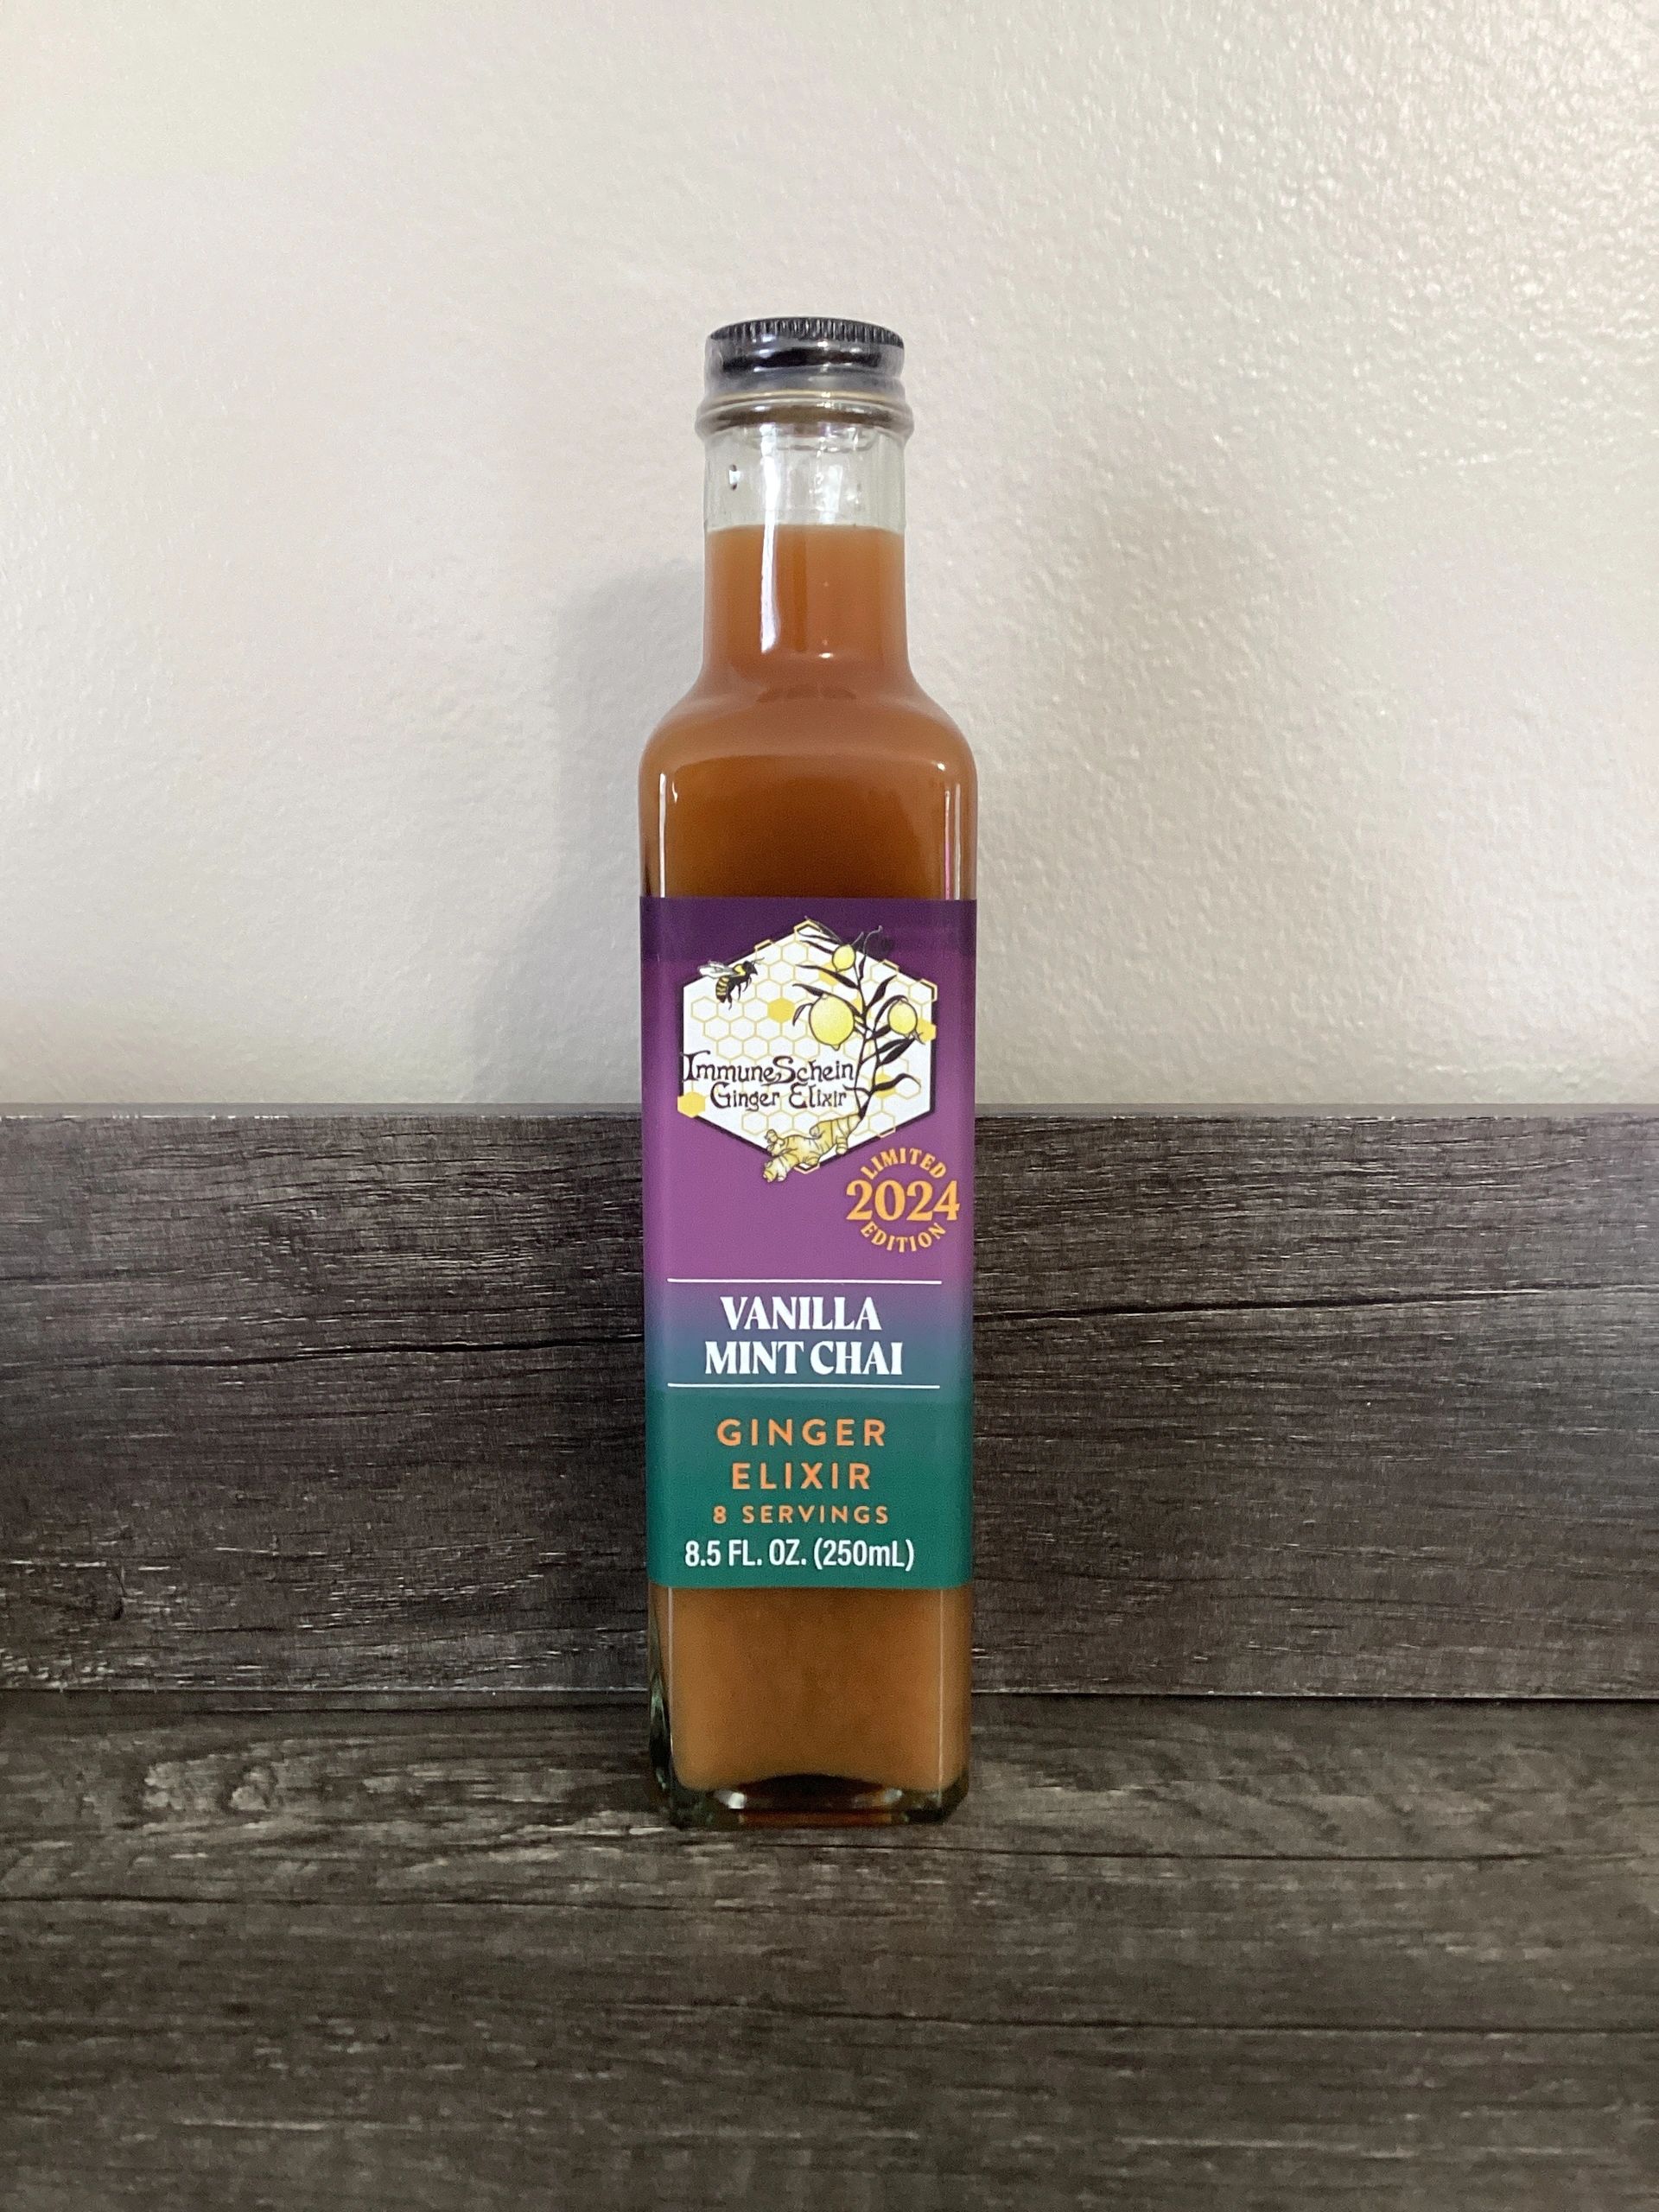 ImmuneSchein
Ginger Elixir
LIMITED
2024
EDITION
VANILLA
MINT CHAI
GINGER
ELIXIR
8 SERVINGS
8.5 FL. OZ. (250mL)